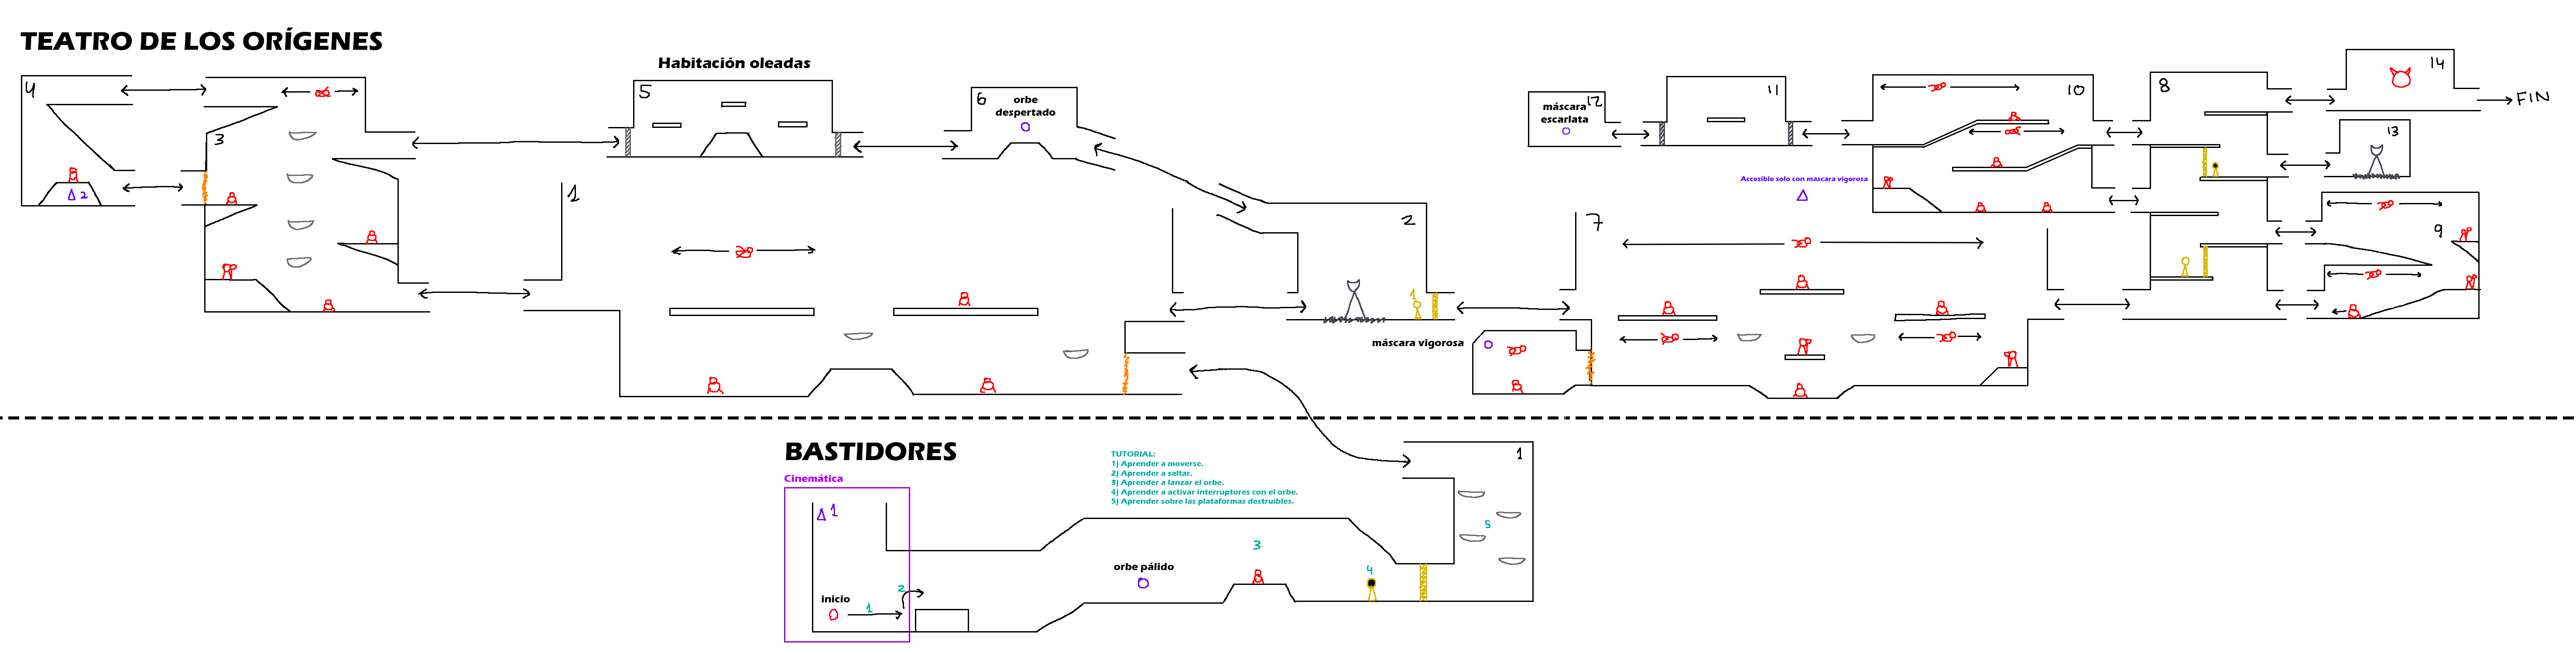 TEATRO DE LOS ORÍGENES
4
2
3
Habitación oleadas
5
6
orbe
despertado
1
2
1
máscara
escarlata
12
11
10
8
14
FIN
13
9
Accesible solo con mascara vigorosa
7
máscara vigorosa
BASTIDORES
Cinemática
1
inicio
1
2
TUTORIAL:
1) Aprender a moverse.
2) Aprender a saltar.
3) Aprender a lanzar el orbe.
4) Aprender a activar interruptores con el orbe.
5) Aprender sobre las plataformas destruibles.
orbe pálido
3
4
5
1